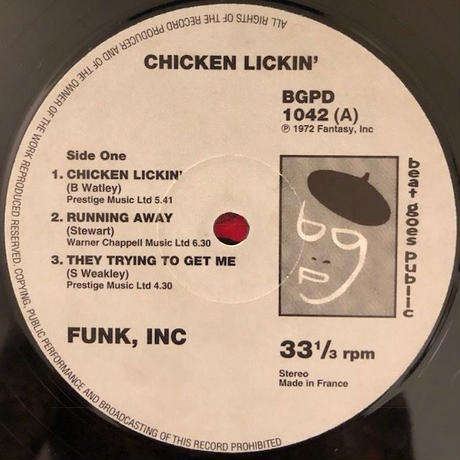 ALL RIGHTS OF THE RECORD PRODUCER AND OF THE OWNER OF THE WORK REPRODUCED RESERVED. COPYING, PUBLIC PERFORMANCE AND BROADCASTING OF THIS RECORD PROHIBITED
CHICKEN LICKIN'
BGPD
1042 (A)
℗ 1972 Fantasy, Inc
Side One
1. CHICKEN LICKIN'
(B Watley)
Prestige Music Ltd 5.41
2. RUNNING AWAY
(Stewart)
Warner Chappell Music Ltd 6.30
3. THEY TRYING TO GET ME
(S Weakley)
Prestige Music Ltd 4.30
bgp
beat goes public
FUNK, INC
33 1/3 rpm
Stereo
Made in France